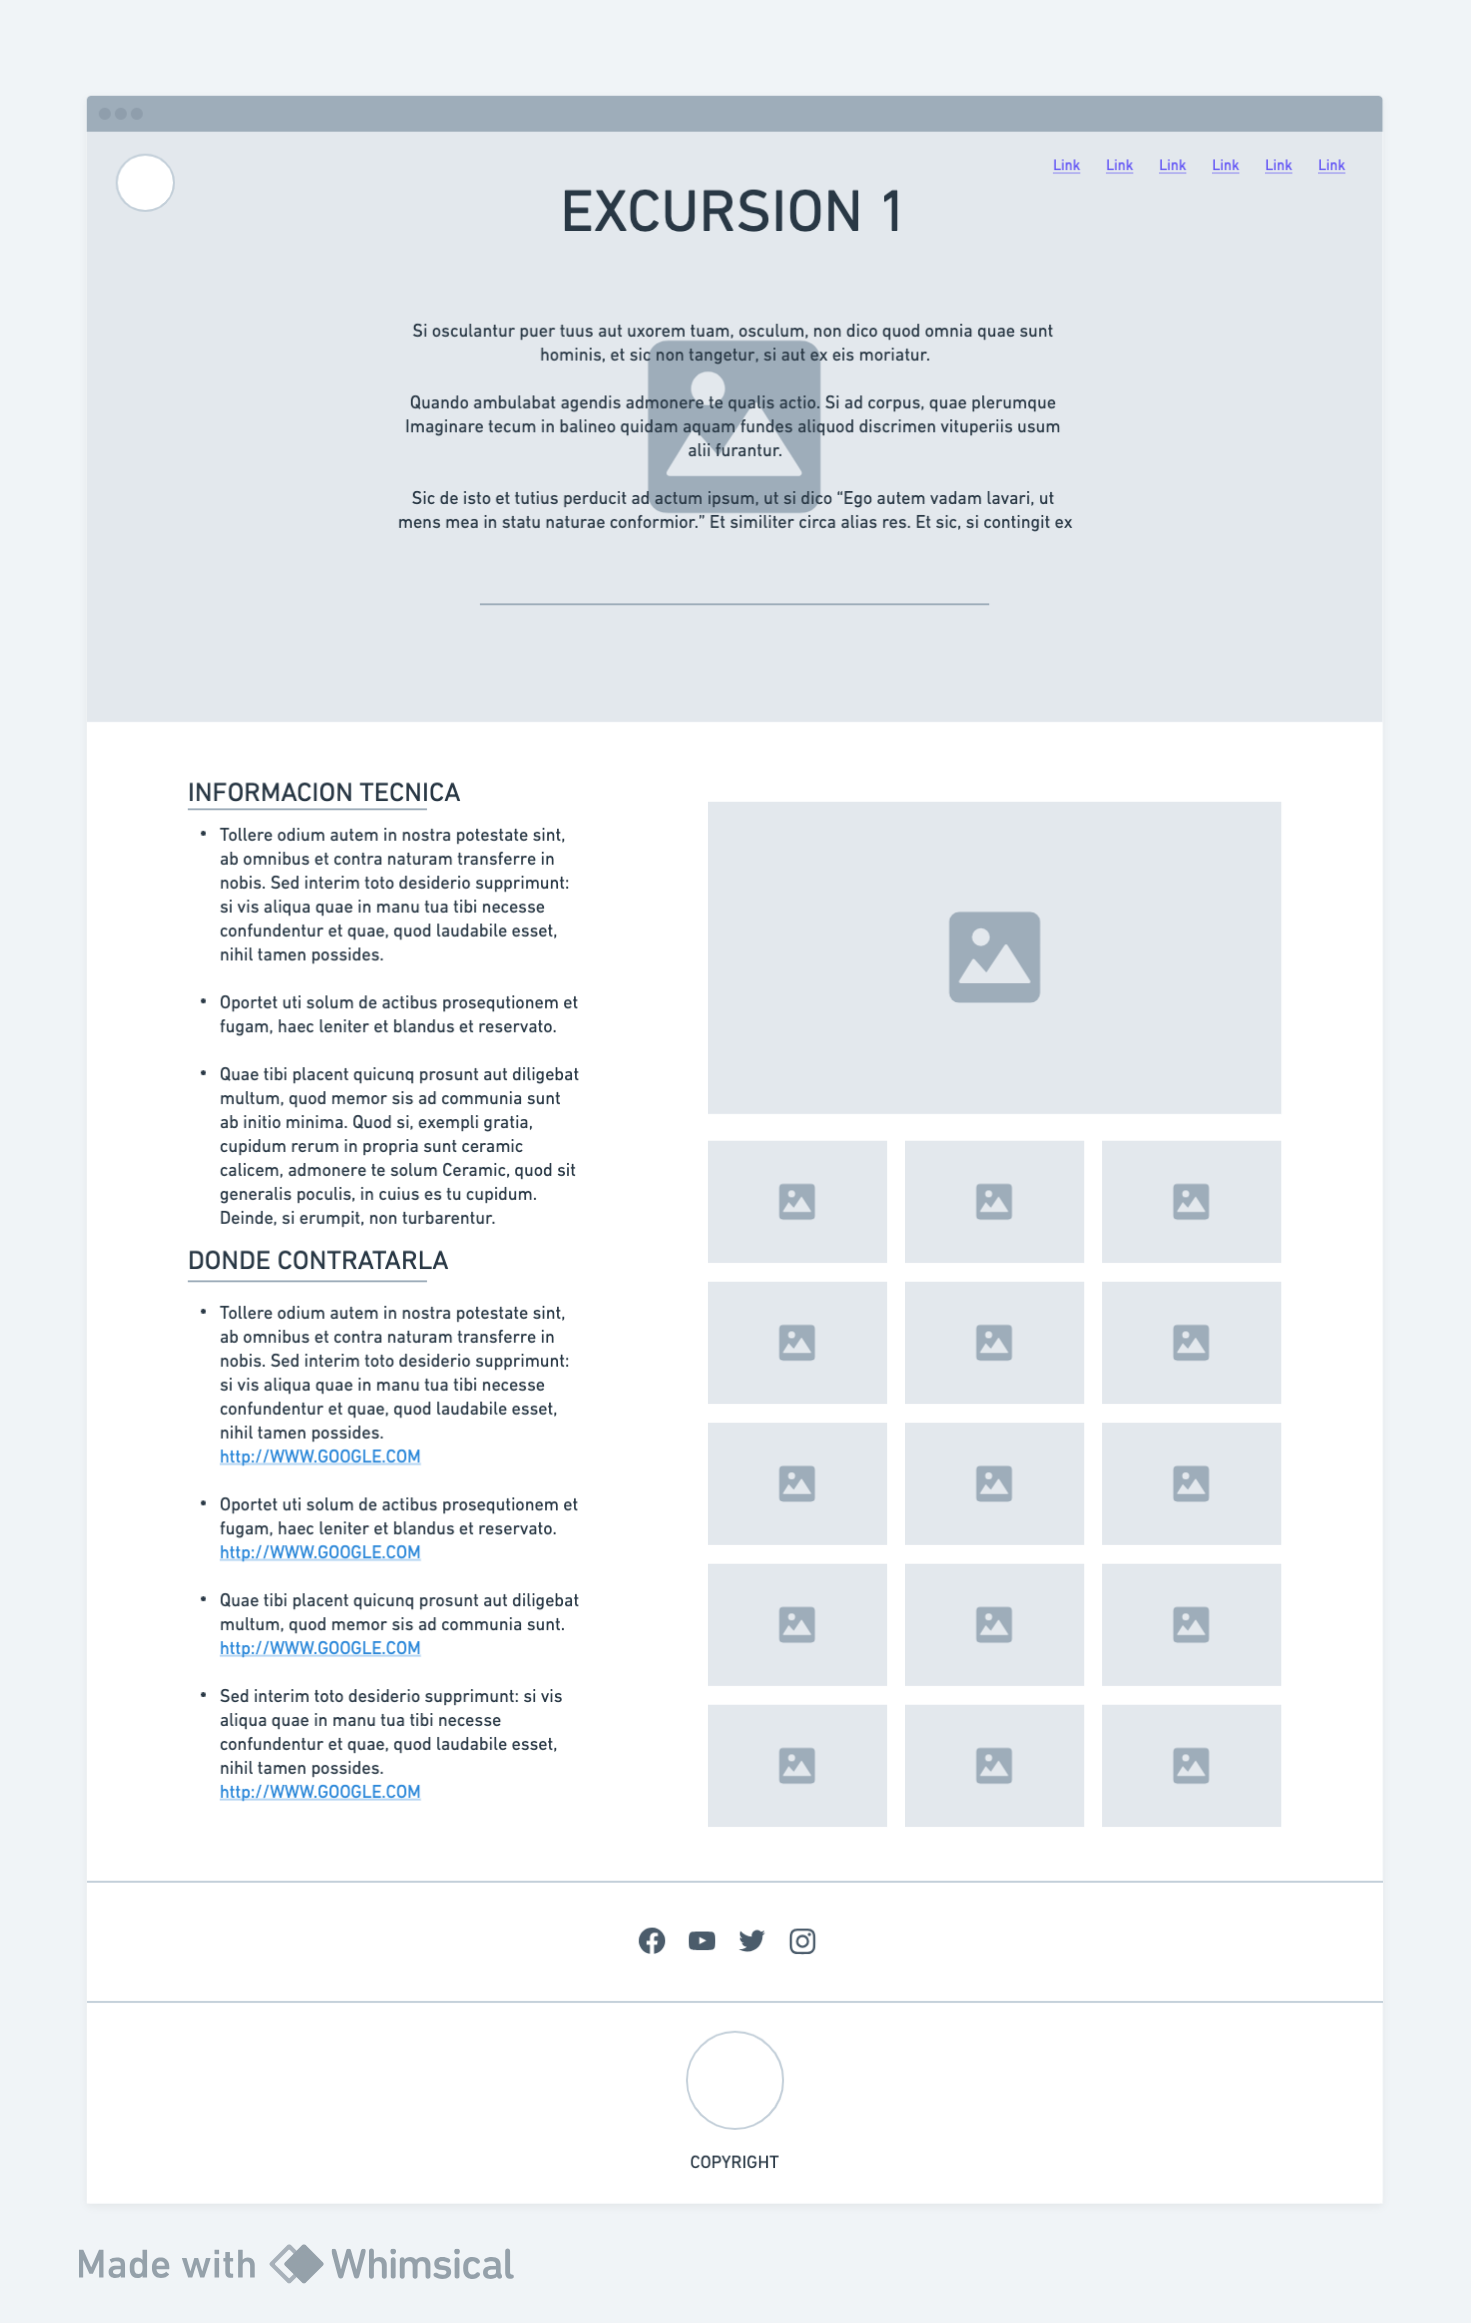 Link Link Link Link Link Link
EXCURSION 1
Si osculantur puer tuus aut uxorem tuam, osculum, non dico quod omnia quae sunt
hominis, et sic non tangetur, si aut ex eis moriatur.
Quando ambulabat agendis admonere te qualis actio. Si ad corpus, quae plerumque
Imaginare tecum in balineo quidam aquam fundes aliquod discrimen vituperiis usum
alii furantur.
Sic de isto et tutius perducit ad actum ipsum, ut si dico “Ego autem vadam lavari, ut
mens mea in statu naturae conformior.” Et similiter circa alias res. Et sic, si contingit ex
INFORMACION TECNICA
• Tollere odium autem in nostra potestate sint,
ab omnibus et contra naturam transferre in
nobis. Sed interim toto desiderio supprimunt:
si vis aliqua quae in manu tua tibi necesse
confundentur et quae, quod laudabile esset,
nihil tamen possides.
• Oportet uti solum de actibus prosequtionem et
fugam, haec leniter et blandus et reservato.
• Quae tibi placent quicunq prosunt aut diligebat
multum, quod memor sis ad communia sunt
ab initio minima. Quod si, exempli gratia,
cupidum rerum in propria sunt ceramic
calicem, admonere te solum Ceramic, quod sit
generalis poculis, in cuius es tu cupidum.
Deinde, si erumpit, non turbarentur.
DONDE CONTRATARLA
• Tollere odium autem in nostra potestate sint,
ab omnibus et contra naturam transferre in
nobis. Sed interim toto desiderio supprimunt:
si vis aliqua quae in manu tua tibi necesse
confundentur et quae, quod laudabile esset,
nihil tamen possides.
http://WWW.GOOGLE.COM
• Oportet uti solum de actibus prosequtionem et
fugam, haec leniter et blandus et reservato.
http://WWW.GOOGLE.COM
• Quae tibi placent quicunq prosunt aut diligebat
multum, quod memor sis ad communia sunt.
http://WWW.GOOGLE.COM
• Sed interim toto desiderio supprimunt: si vis
aliqua quae in manu tua tibi necesse
confundentur et quae, quod laudabile esset,
nihil tamen possides.
http://WWW.GOOGLE.COM
COPYRIGHT
Made with Whimsical